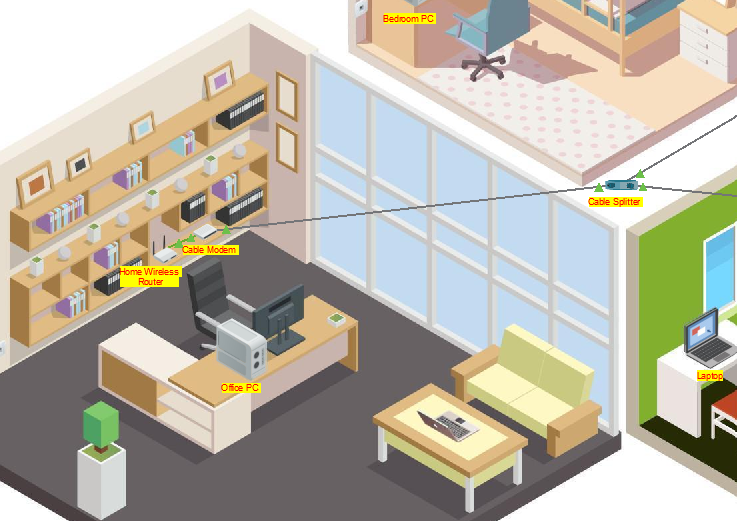 Bedroom PC
Cable Splitter
Cable Modem
Home Wireless
Router
Laptop
Office PC